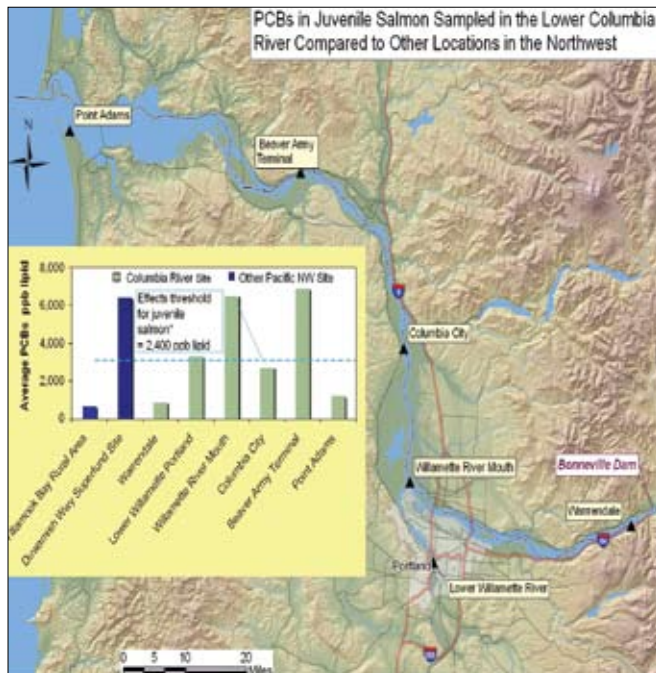 PCBs in Juvenile Salmon Sampled in the Lower Columbia
River Compared to Other Locations in the Northwest
Point Adams
N
Beaver Army
Terminal
Columbia City
Willamette River Mouth
Bonneville Dam
Warrendale
Portland
Lower Willamette River
Average PCBs ppb lipid
8,000
6,000
4,000
2,000
0
Columbia River Site
Other Pacific NW Site
Effects threshold
for juvenile
salmon*
= 2,400 ppb lipid
Bay Rural Area
Superfund Site
Warrendale
Lower Willamette Portland
Willamette River Mouth
Columbia City
Beaver Army Terminal
Point Adams
0 5 10 20
Miles